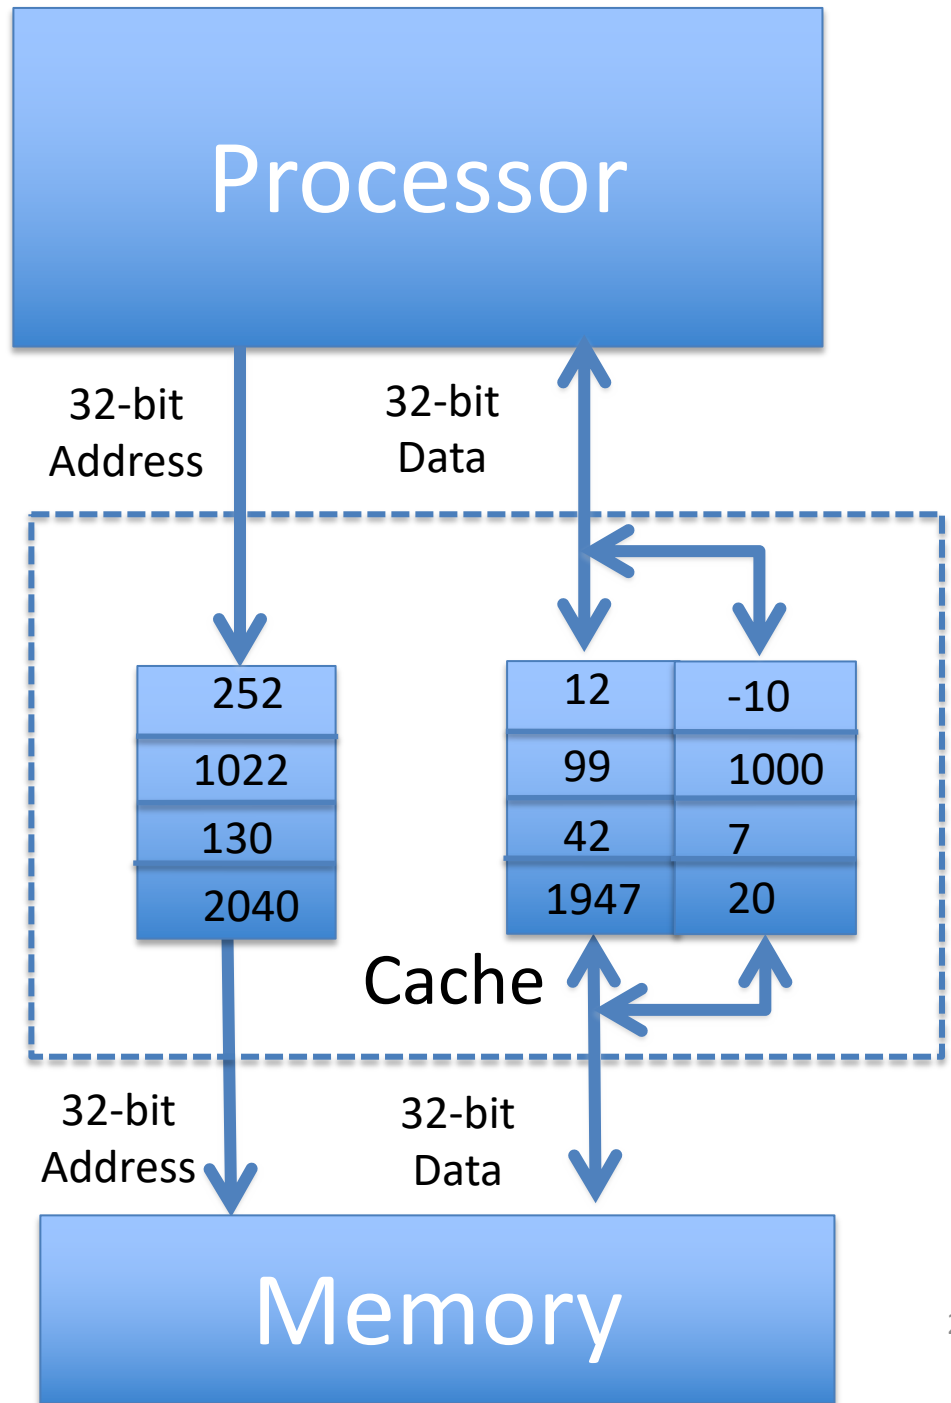 Processor
32-bit
Address
32-bit
Data
252
12
-10
1022
99
1000
130
42
7
2040
1947
20
Cache
32-bit
Address
32-bit
Data
Memory